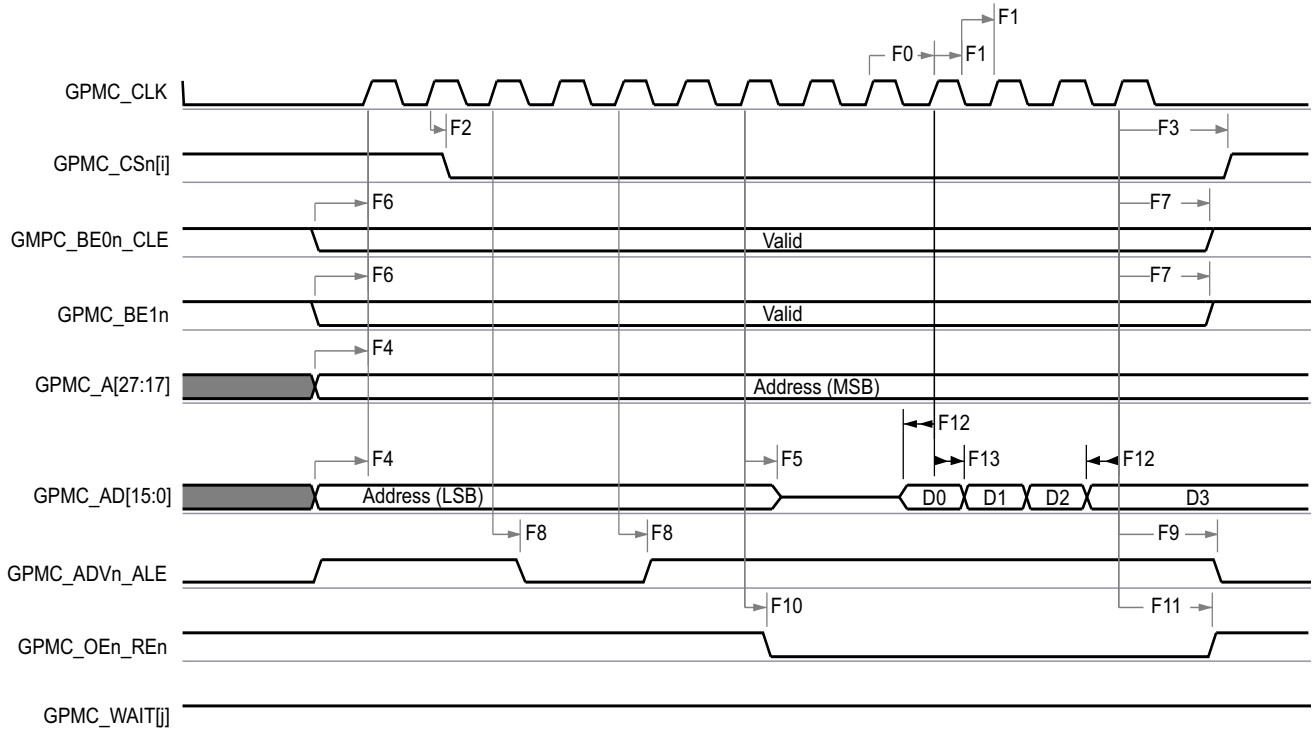 F1
F0 F1
GPMC_CLK
F2 F3
GPMC_CSn[i]
F6 F7
GMPC_BE0n_CLE Valid
F6 F7
GPMC_BE1n Valid
F4
GPMC_A[27:17] Address (MSB)
F12
F4 F5 F13 F12
GPMC_AD[15:0] Address (LSB) D0 D1 D2 D3
F8 F8 F9
GPMC_ADVn_ALE
F10 F11
GPMC_OEn_REn
GPMC_WAIT[j]